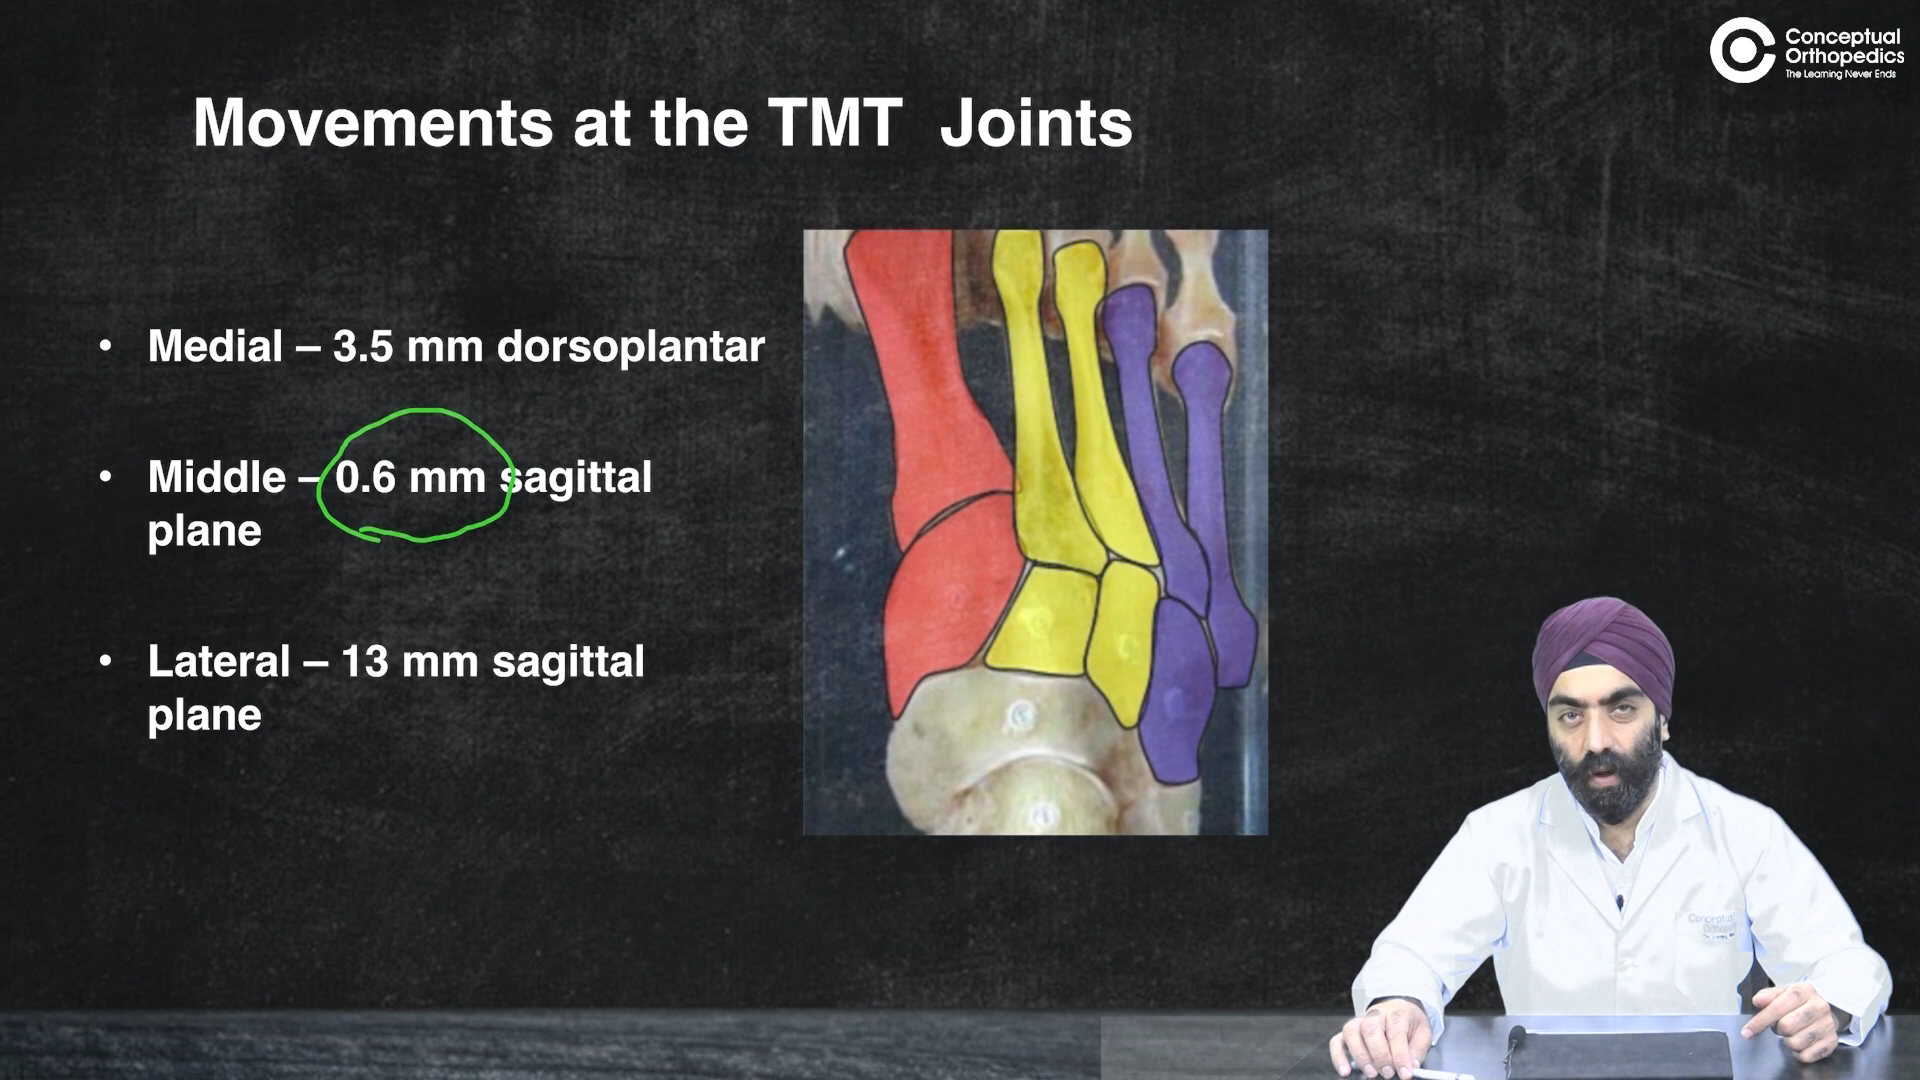 Conceptual
Orthopedics
The Learning Never Ends
Movements at the TMT Joints
• Medial – 3.5 mm dorsoplantar
• Middle – 0.6 mm sagittal
plane
• Lateral – 13 mm sagittal
plane
Conceptual